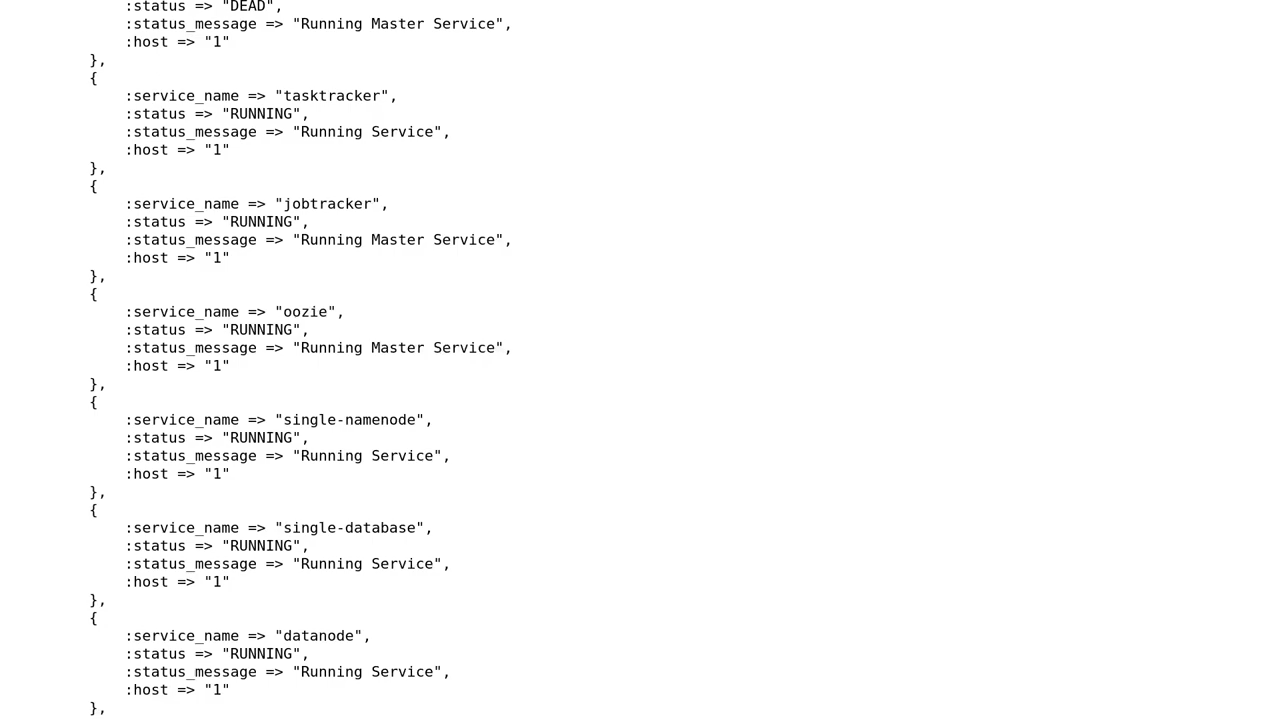 :status => "DEAD",
:status_message => "Running Master Service",
:host => "1"
},
{
:service_name => "tasktracker",
:status => "RUNNING",
:status_message => "Running Service",
:host => "1"
},
{
:service_name => "jobtracker",
:status => "RUNNING",
:status_message => "Running Master Service",
:host => "1"
},
{
:service_name => "oozie",
:status => "RUNNING",
:status_message => "Running Master Service",
:host => "1"
},
{
:service_name => "single-namenode",
:status => "RUNNING",
:status_message => "Running Service",
:host => "1"
},
{
:service_name => "single-database",
:status => "RUNNING",
:status_message => "Running Service",
:host => "1"
},
{
:service_name => "datanode",
:status => "RUNNING",
:status_message => "Running Service",
:host => "1"
},